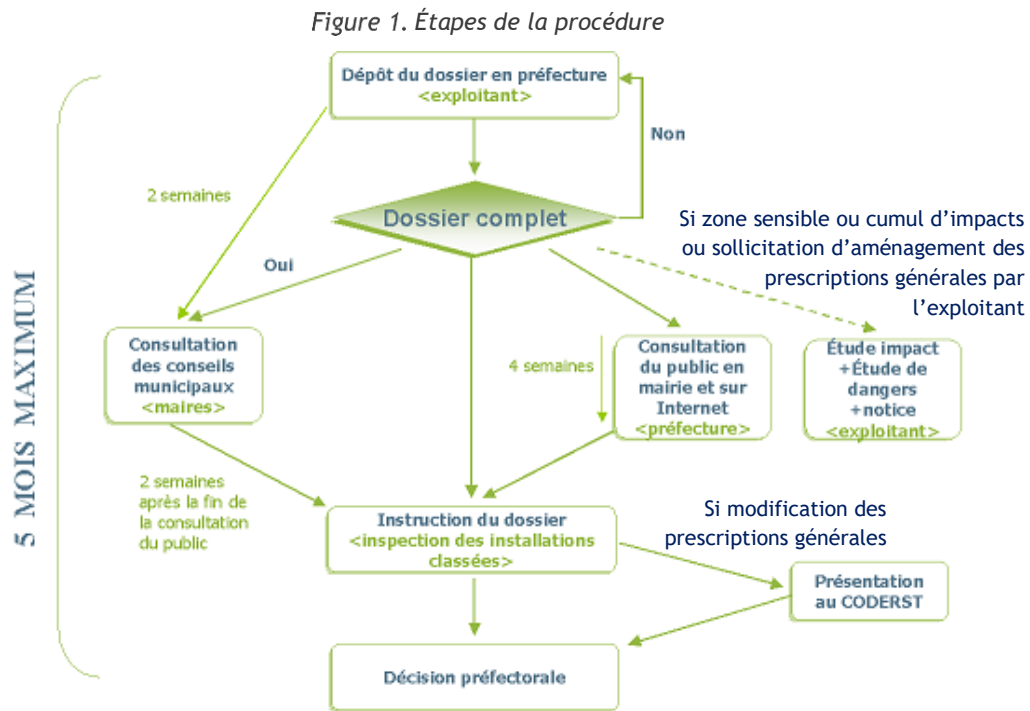 Figure 1. Étapes de la procédure
Dépôt du dossier en préfecture
<exploitant>
Non
2 semaines
Dossier complet
Si zone sensible ou cumul d’impacts
ou sollicitation d’aménagement des
prescriptions générales par
l’exploitant
Oui
5 MOIS MAXIMUM
Consultation
des conseils
municipaux
<maires>
4 semaines
Consultation
du public en
mairie et sur
Internet
<préfecture>
Étude impact
+Étude de
dangers
+notice
<exploitant>
2 semaines
après la fin de
la consultation
du public
Instruction du dossier
<inspection des installations
classées>
Si modification des
prescriptions générales
Présentation
au CODERST
Décision préfectorale